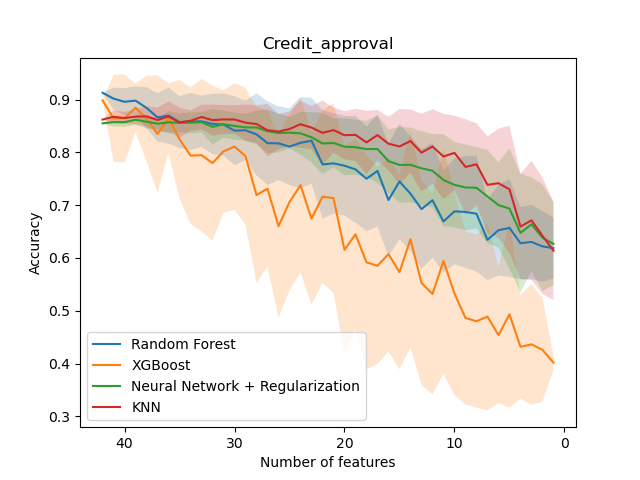 Credit_approval
Accuracy
0.9
0.8
0.7
0.6
0.5
0.4
0.3
Random Forest
XGBoost
Neural Network + Regularization
KNN
40
30
20
10
0
Number of features